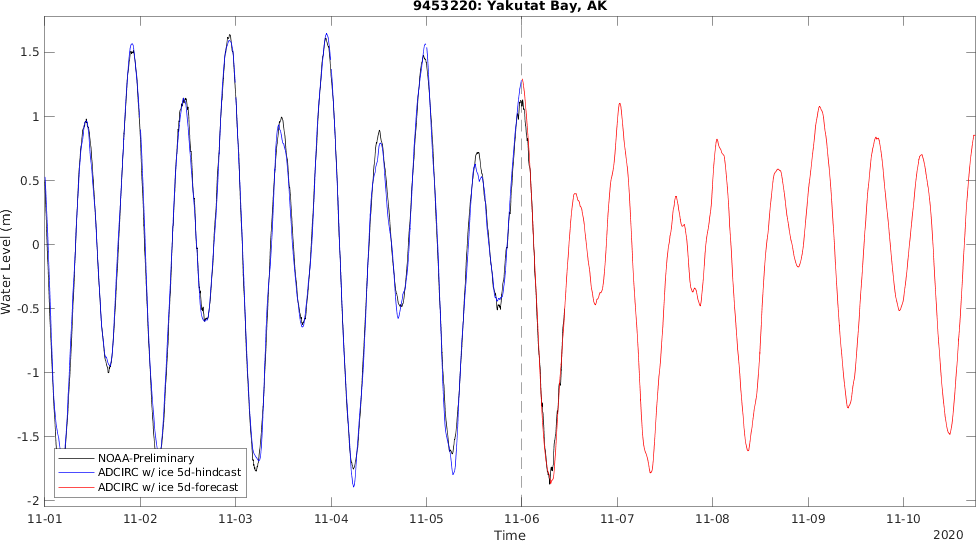 9453220: Yakutat Bay, AK
Water Level (m)
1.5
1
0.5
0
-0.5
-1
-1.5
-2
NOAA-Preliminary
ADCIRC w/ ice 5d-hindcast
ADCIRC w/ ice 5d-forecast
11-01 11-02 11-03 11-04 11-05 11-06 11-07 11-08 11-09 11-10
Time
2020